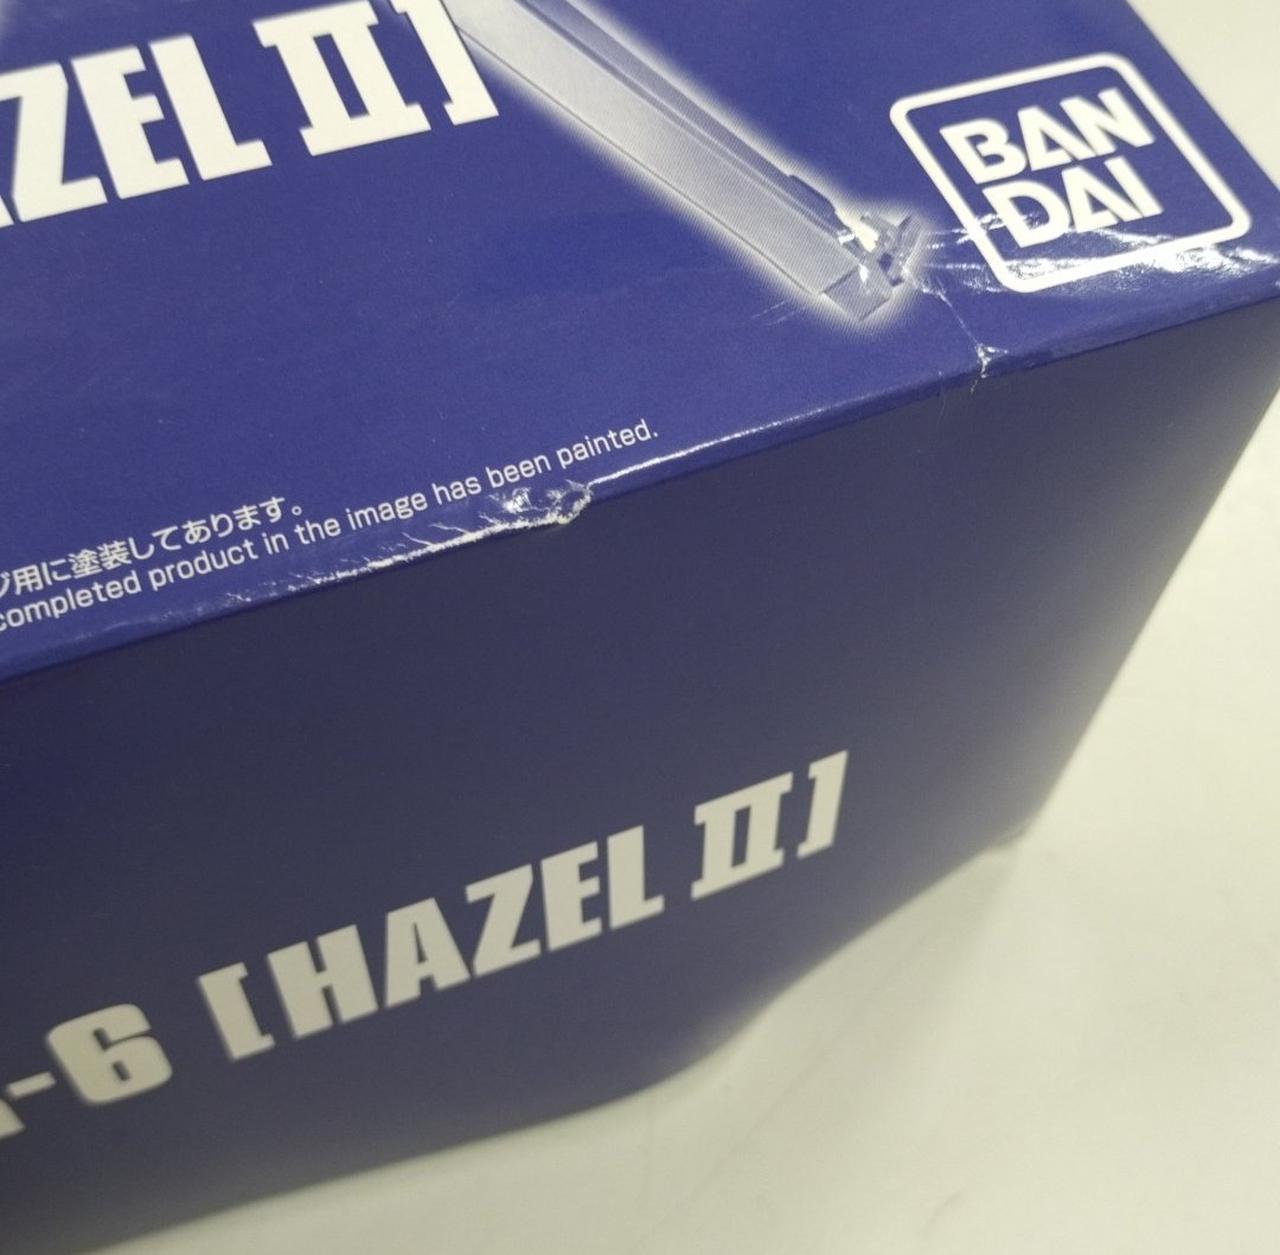 ZEL II]
BAN
DAI
用に塗装してあります。
completed product in the image has been painted.
-6 [HAZEL II]